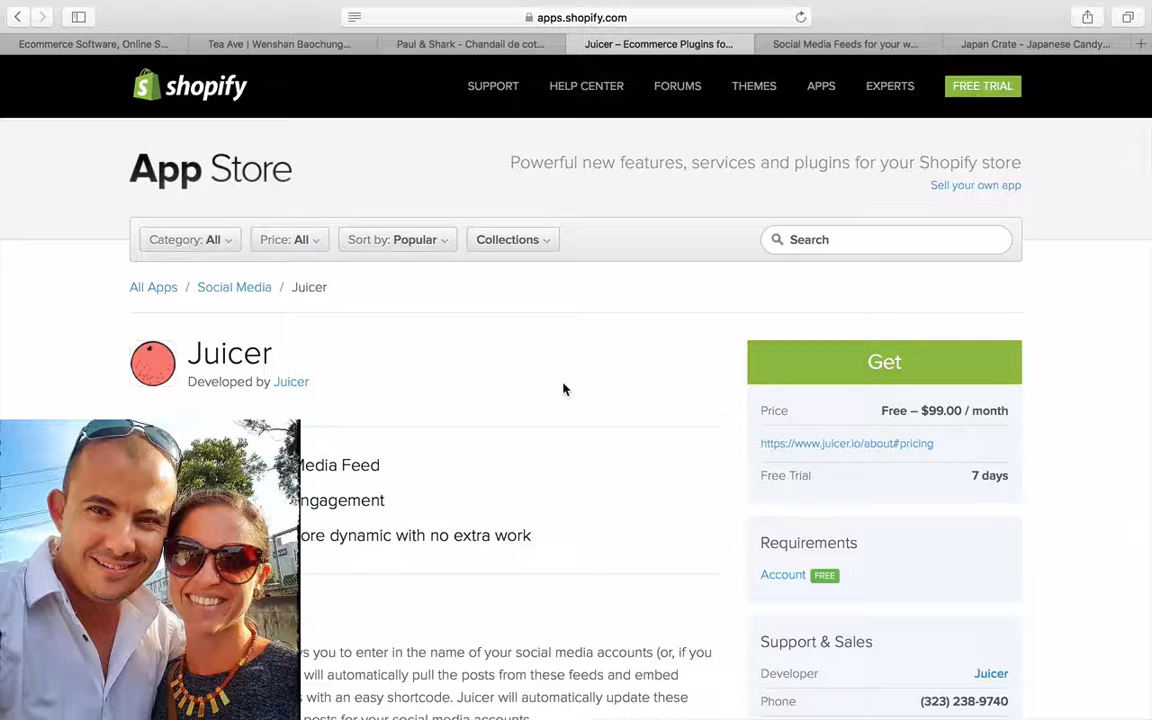 apps.shopify.com
Ecommerce Software, Online S...
Tea Ave | Wenshan Baochung...
Paul & Shark - Chandail de cot...
Juicer – Ecommerce Plugins fo...
Social Media Feeds for your w...
Japan Crate - Japanese Candy...
shopify
SUPPORT
HELP CENTER
FORUMS
THEMES
APPS
EXPERTS
FREE TRIAL
App Store
Powerful new features, services and plugins for your Shopify store
Sell your own app
Category: All
Price: All
Sort by: Popular
Collections
Search
All Apps / Social Media / Juicer
Juicer
Developed by Juicer
Get
Price Free – $99.00 / month
https://www.juicer.io/about#pricing
Free Trial 7 days
Media Feed
ngagement
ore dynamic with no extra work
Requirements
Account FREE
Support & Sales
Developer Juicer
Phone (323) 238-9740
s you to enter in the name of your social media accounts (or, if you
will automatically pull the posts from these feeds and embed
with an easy shortcode. Juicer will automatically update these
posts for your social media accounts.